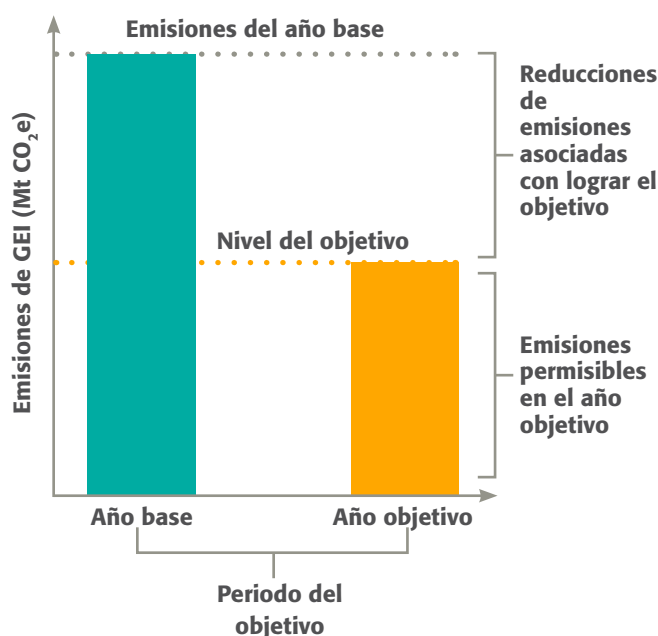 Emisiones del año base
Reducciones
de
emisiones
asociadas
con lograr el
objetivo
Emisiones de GEI (Mt CO₂e)
Nivel del objetivo
Emisiones
permisibles
en el año
objetivo
Año base
Año objetivo
Periodo del
objetivo